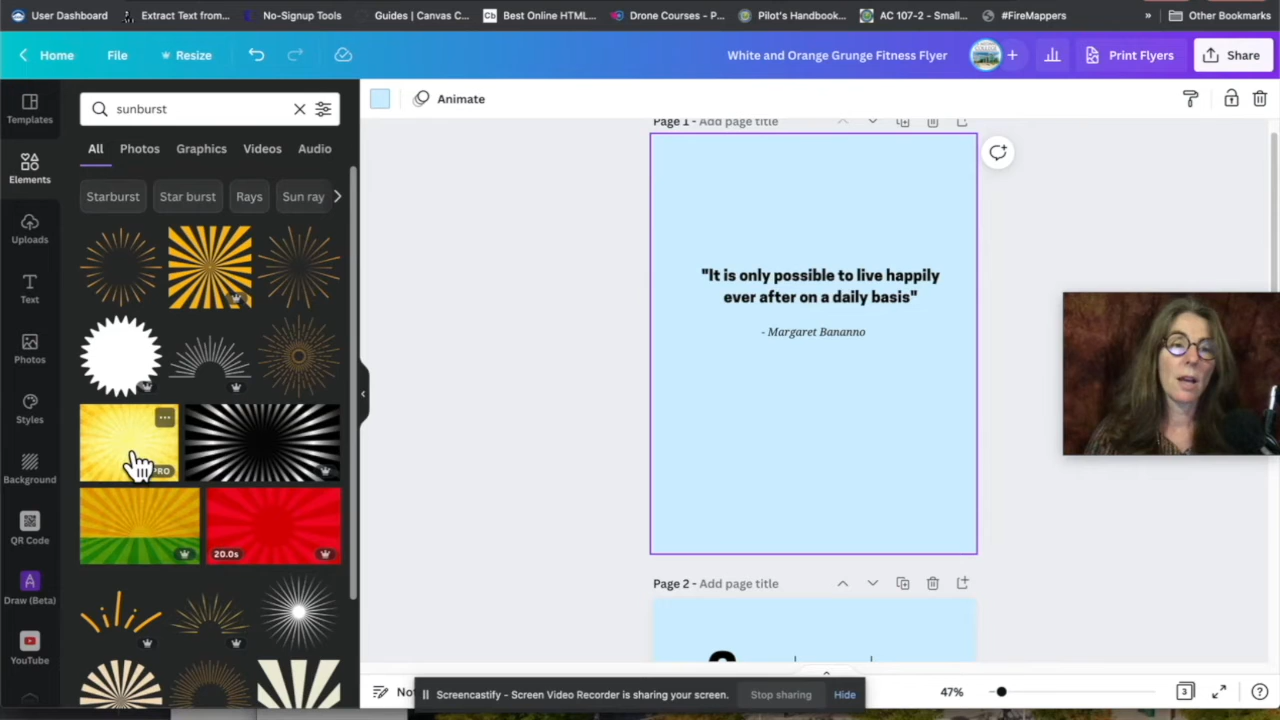 User Dashboard
Extract Text from...
No-Signup Tools
Guides | Canvas C...
Cb
Best Online HTML...
Drone Courses - P...
Pilot's Handbook...
AC 107-2 - Small...
#FireMappers
»
Other Bookmarks
Home
File
Resize
White and Orange Grunge Fitness Flyer
Print Flyers
Share
Templates
Elements
Uploads
Text
Photos
Styles
Background
QR Code
Draw (Beta)
YouTube
sunburst
All
Photos
Graphics
Videos
Audio
Starburst
Star burst
Rays
Sun ray
PRO
20.0s
Animate
Page 1 - Add page title
"It is only possible to live happily
ever after on a daily basis"
- Margaret Bananno
Page 2 - Add page title
Screencastify - Screen Video Recorder is sharing your screen.
Stop sharing
Hide
47%
3